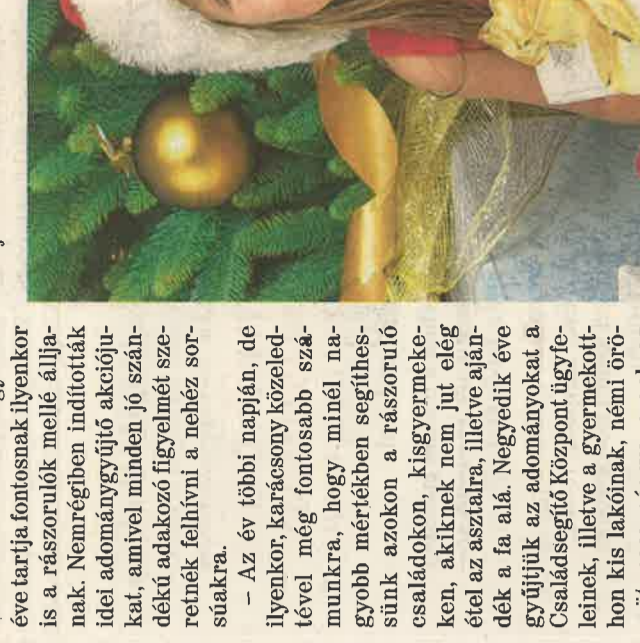 éve tartja fontosnak ilyenkor
is a rászorulók melléállja-
nak. Nemrégiben indították
idei adománygyűjtő akcióju-
kat, amivel minden jó szán-
dékú adakozó figyelmét sze-
retnék felhívni a nehéz sor-
súakra.
– Az év többi napján, de
ilyenkor, karácsony közeled-
tével még fontosabb szá-
munkra, hogy minél na-
gyobb mértékben segíthes-
sünk azokon a rászoruló
családokon, kisgyermeke-
ken, akiknek nem jut elég
étel az asztalra, illetve aján-
dék a fa alá. Negyedik éve
gyűjtjük az adományokat a
Családsegítő Központ ügyfe-
leinek, illetve a gyermekott-
hon kis lakóinak, némi örö-